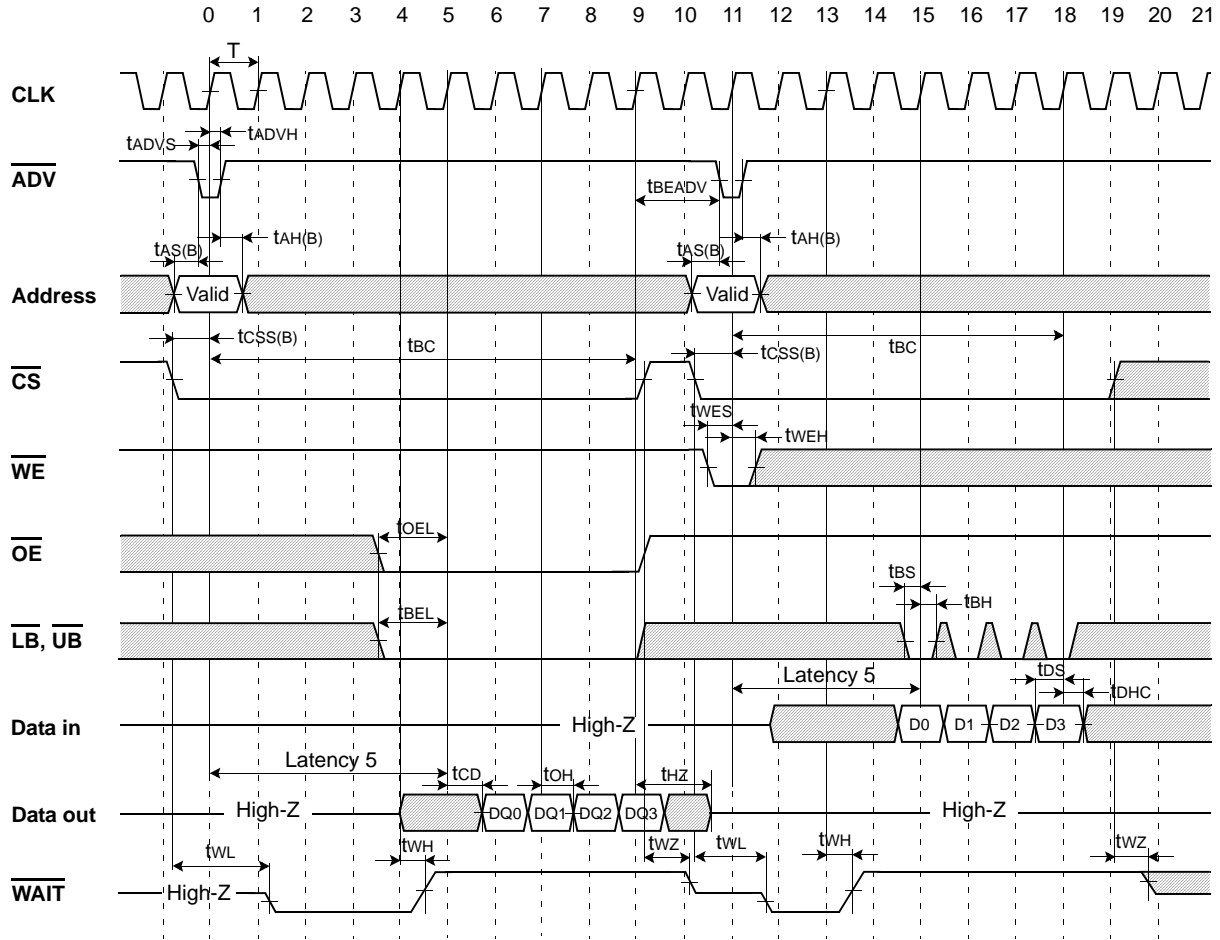 0 1 2 3 4 5 6 7 8 9 10 11 12 13 14 15 16 17 18 19 20 21
T
CLK
tADVS tADVH
ADV
tBEADV
tAS(B) tAH(B) tAS(B) tAH(B)
Address Valid Valid
tCSS(B) tBC tCSS(B) tBC
CS
tWES
tWEH
WE
tOEL
OE
tBS
tBH
tBEL
LB, UB
Latency 5 tDS
tDHC
Data in High-Z D0 D1 D2 D3
Latency 5 tCD tOH tHZ
Data out High-Z DQ0 DQ1 DQ2 DQ3 High-Z
tWL tWH tWZ tWL tWH tWZ
WAIT High-Z